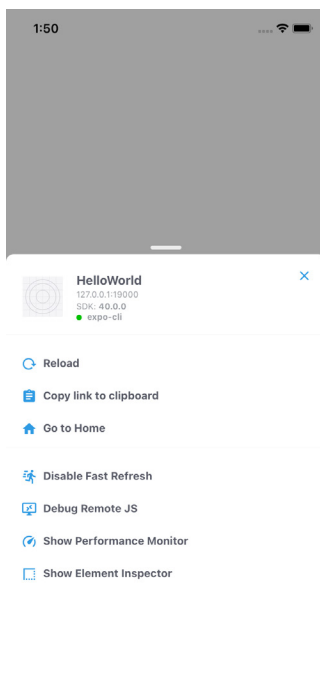 1:50
HelloWorld
127.0.0.1:19000
SDK: 40.0.0
expo-cli
Reload
Copy link to clipboard
Go to Home
Disable Fast Refresh
Debug Remote JS
Show Performance Monitor
Show Element Inspector